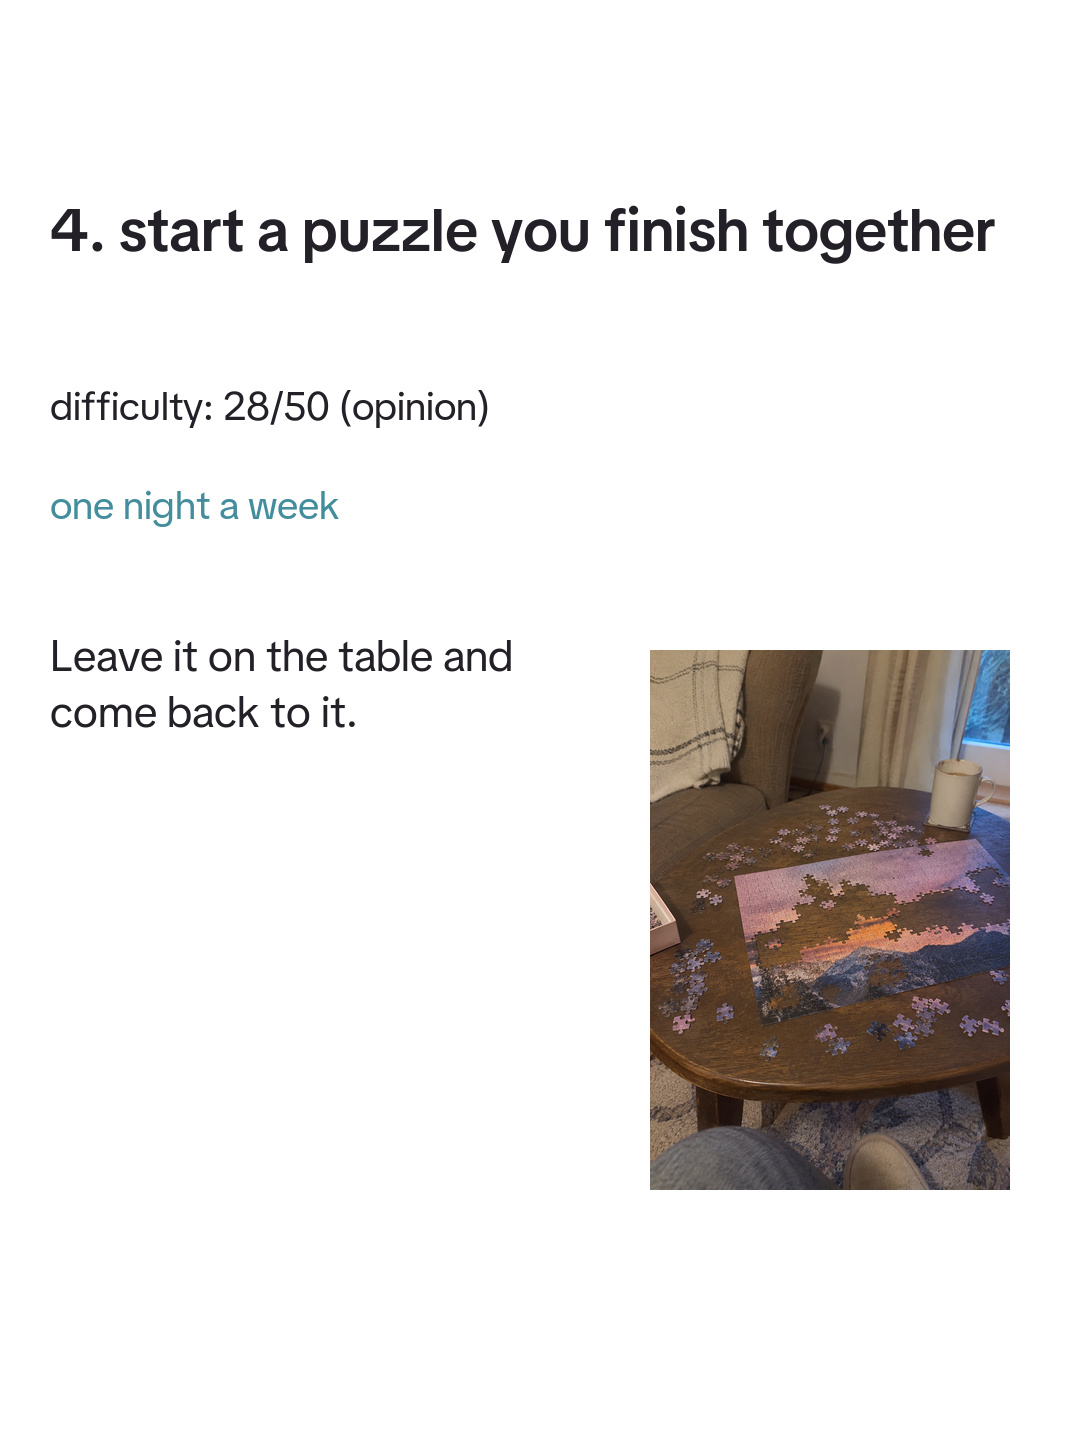 4. start a puzzle you finish together
difficulty: 28/50 (opinion)
one night a week
Leave it on the table and
come back to it.